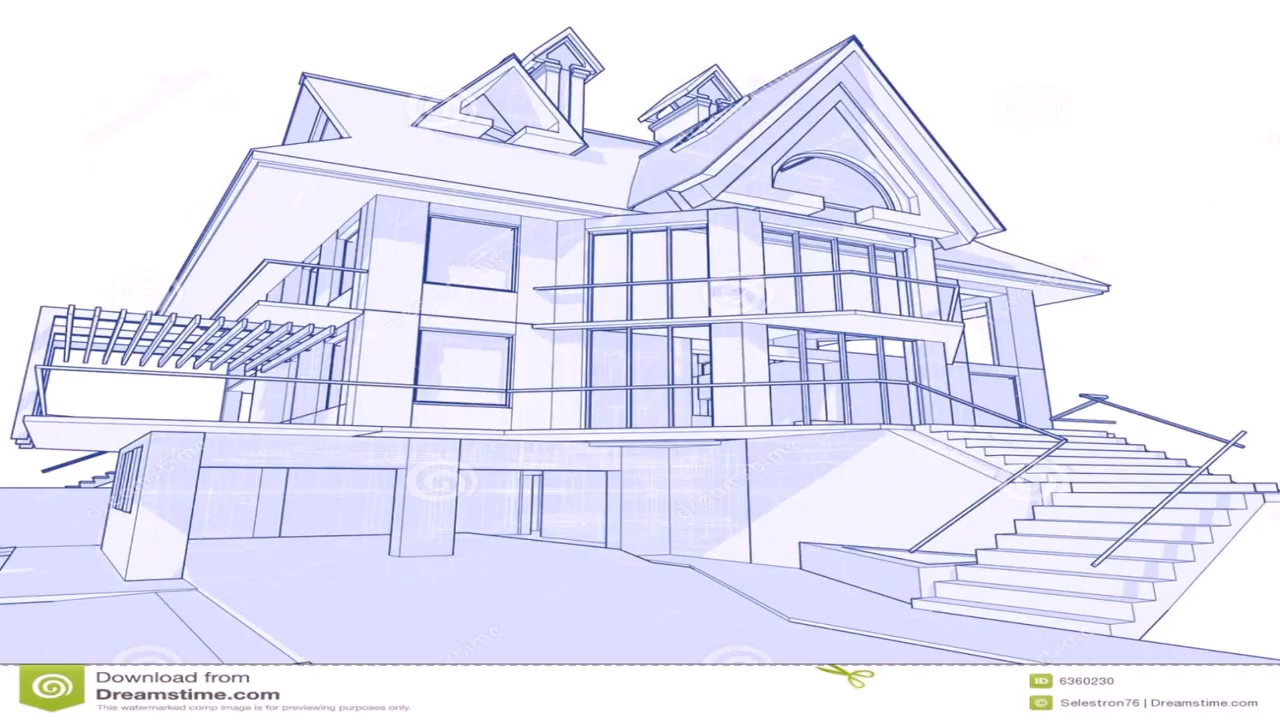 Download from
Dreamstime.com
This watermarked comp image is for previewing purposes only.
ID 6360230
Selestron76 | Dreamstime.com